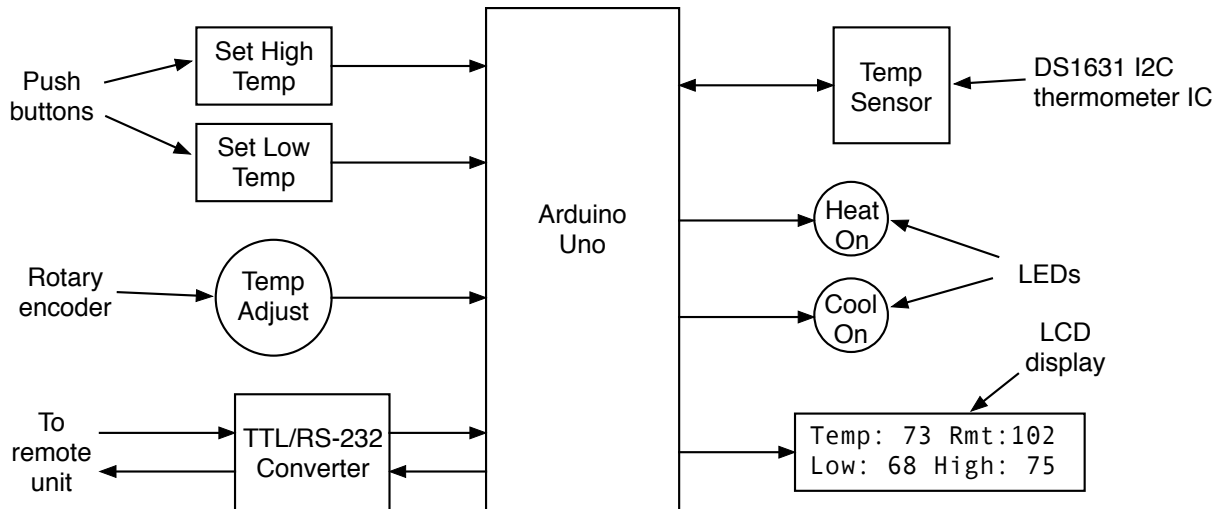 Push
buttons
Set High
Temp
Set Low
Temp
Rotary
encoder
Temp
Adjust
To
remote
unit
TTL/RS-232
Converter
Arduino
Uno
Temp
Sensor
DS1631 I2C
thermometer IC
Heat
On
Cool
On
LEDs
LCD
display
Temp: 73 Rmt:102
Low: 68 High: 75